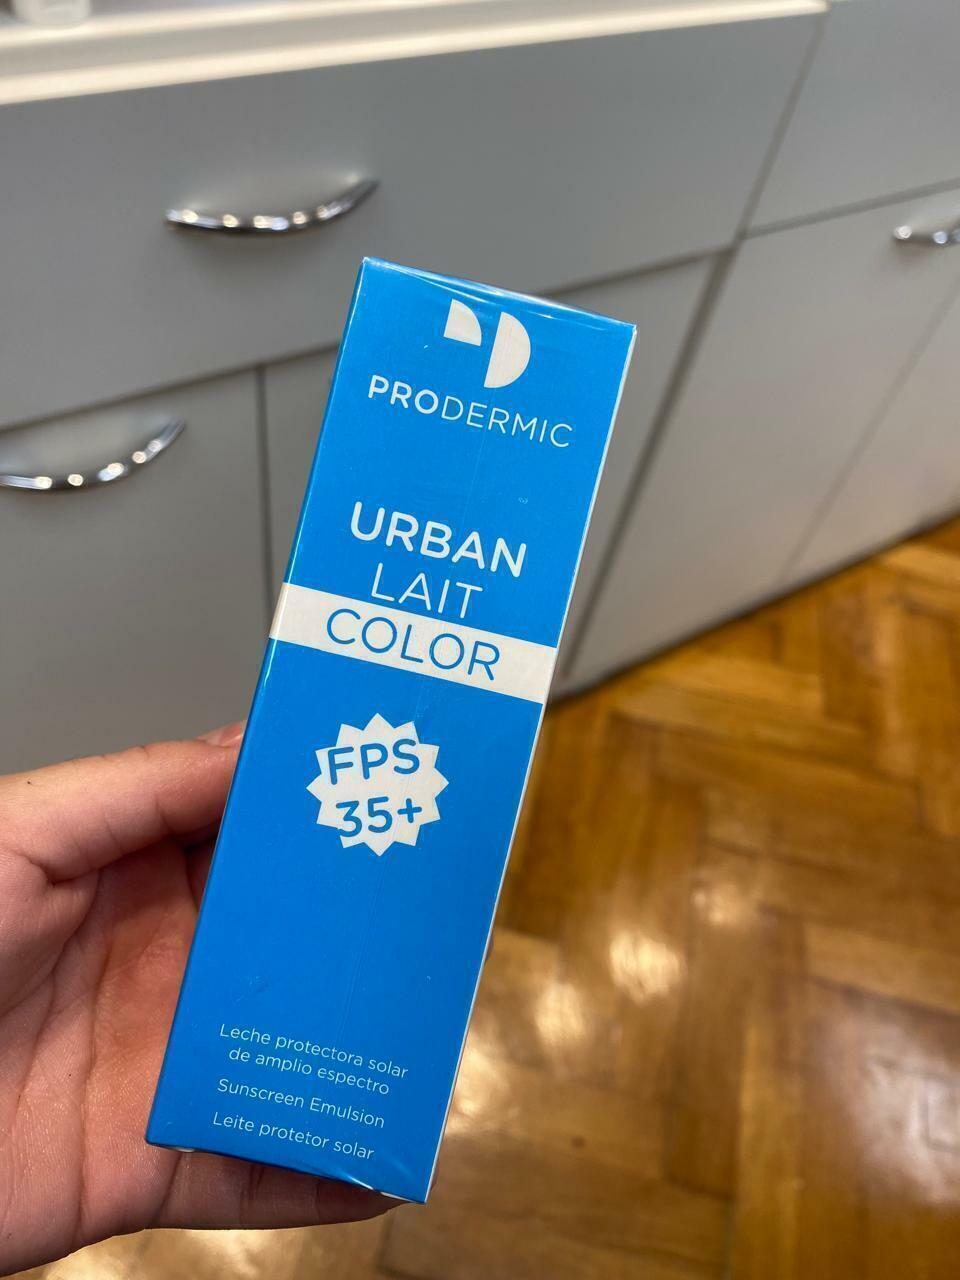 PRODERMIC
URBAN
LAIT
COLOR
FPS
35+
Leche protectora solar
de amplio espectro
Sunscreen Emulsion
Leite protetor solar